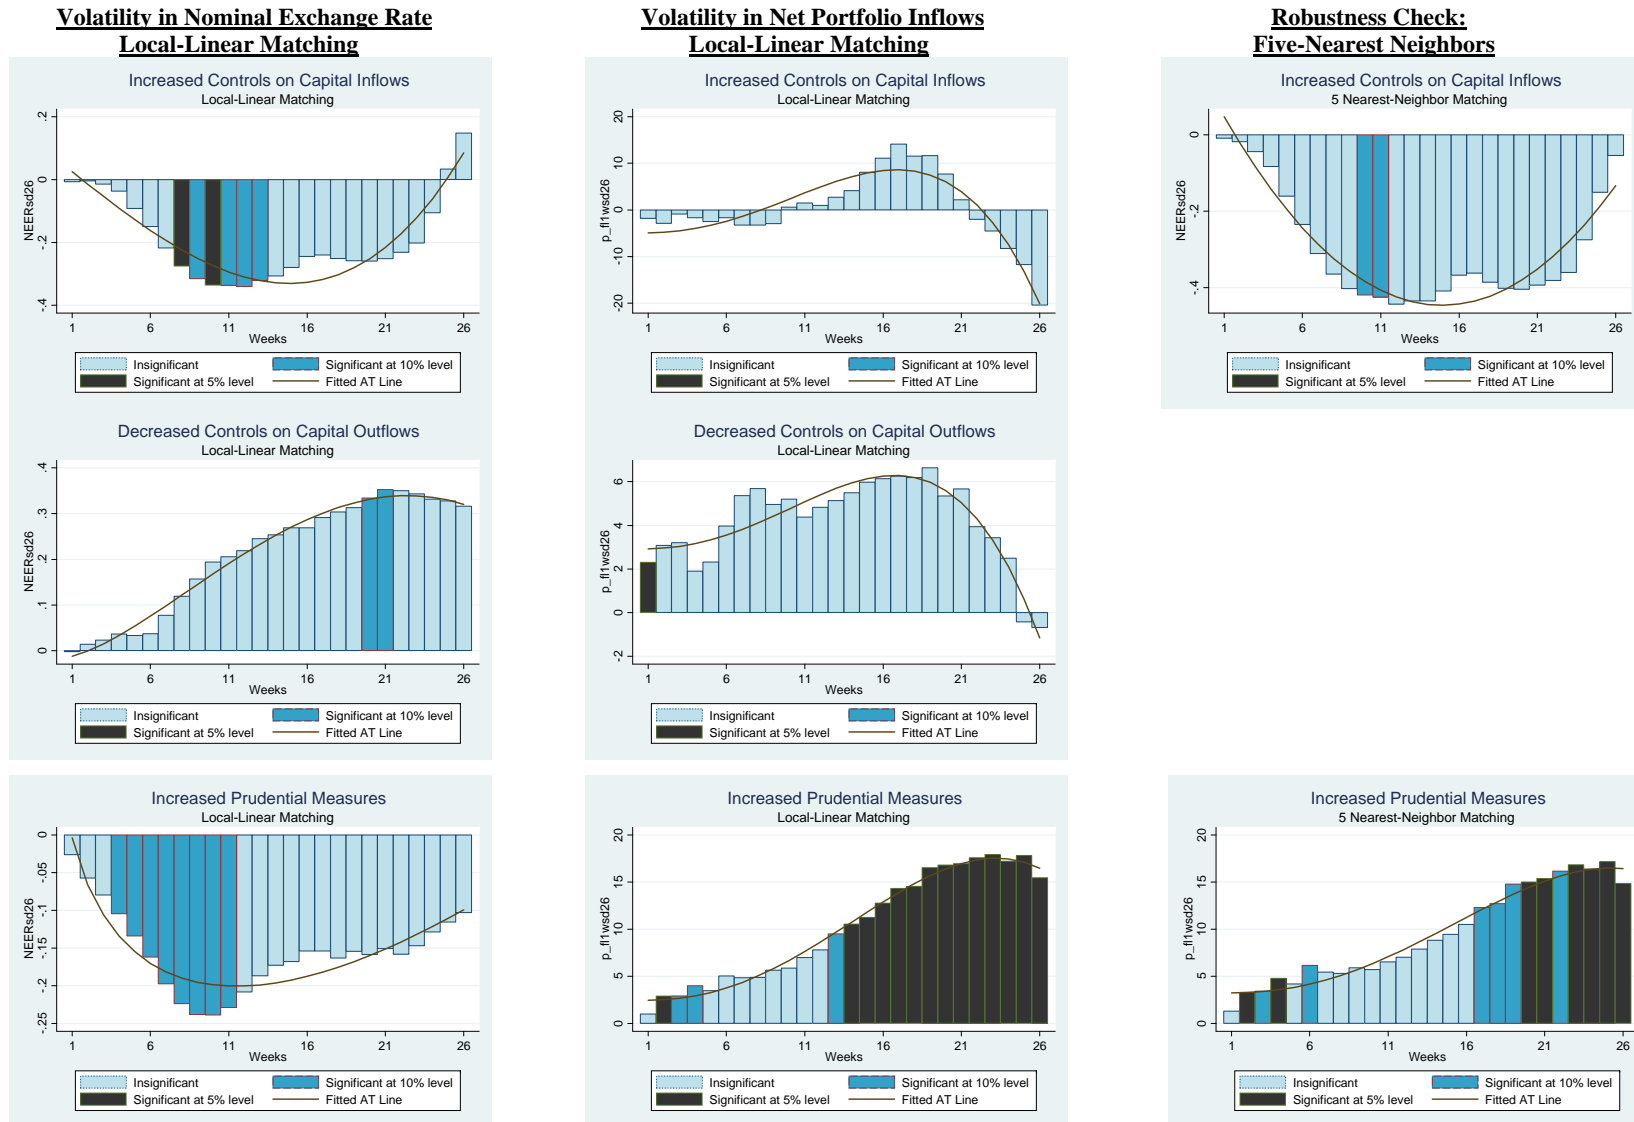 Volatility in Nominal Exchange Rate
Local-Linear Matching
Increased Controls on Capital Inflows
Local-Linear Matching
NEERsd26
.2
0
-.2
-.4
1 6 11 16 21 26
Weeks
Insignificant Significant at 10% level
Significant at 5% level Fitted AT Line
Decreased Controls on Capital Outflows
Local-Linear Matching
NEERsd26
.4
.3
.2
.1
0
1 6 11 16 21 26
Weeks
Insignificant Significant at 10% level
Significant at 5% level Fitted AT Line
Increased Prudential Measures
Local-Linear Matching
NEERsd26
0
-.05
-.1
-.15
-.2
-.25
1 6 11 16 21 26
Weeks
Insignificant Significant at 10% level
Significant at 5% level Fitted AT Line
Volatility in Net Portfolio Inflows
Local-Linear Matching
Increased Controls on Capital Inflows
Local-Linear Matching
p_fl1wsd26
20
10
0
-10
-20
1 6 11 16 21 26
Weeks
Insignificant Significant at 10% level
Significant at 5% level Fitted AT Line
Decreased Controls on Capital Outflows
Local-Linear Matching
p_fl1wsd26
6
4
2
0
-2
1 6 11 16 21 26
Weeks
Insignificant Significant at 10% level
Significant at 5% level Fitted AT Line
Increased Prudential Measures
Local-Linear Matching
p_fl1wsd26
20
15
10
5
0
1 6 11 16 21 26
Weeks
Insignificant Significant at 10% level
Significant at 5% level Fitted AT Line
Robustness Check:
Five-Nearest Neighbors
Increased Controls on Capital Inflows
5 Nearest-Neighbor Matching
NEERsd26
0
-.2
-.4
1 6 11 16 21 26
Weeks
Insignificant Significant at 10% level
Significant at 5% level Fitted AT Line
Increased Prudential Measures
5 Nearest-Neighbor Matching
p_fl1wsd26
20
15
10
5
0
1 6 11 16 21 26
Weeks
Insignificant Significant at 10% level
Significant at 5% level Fitted AT Line